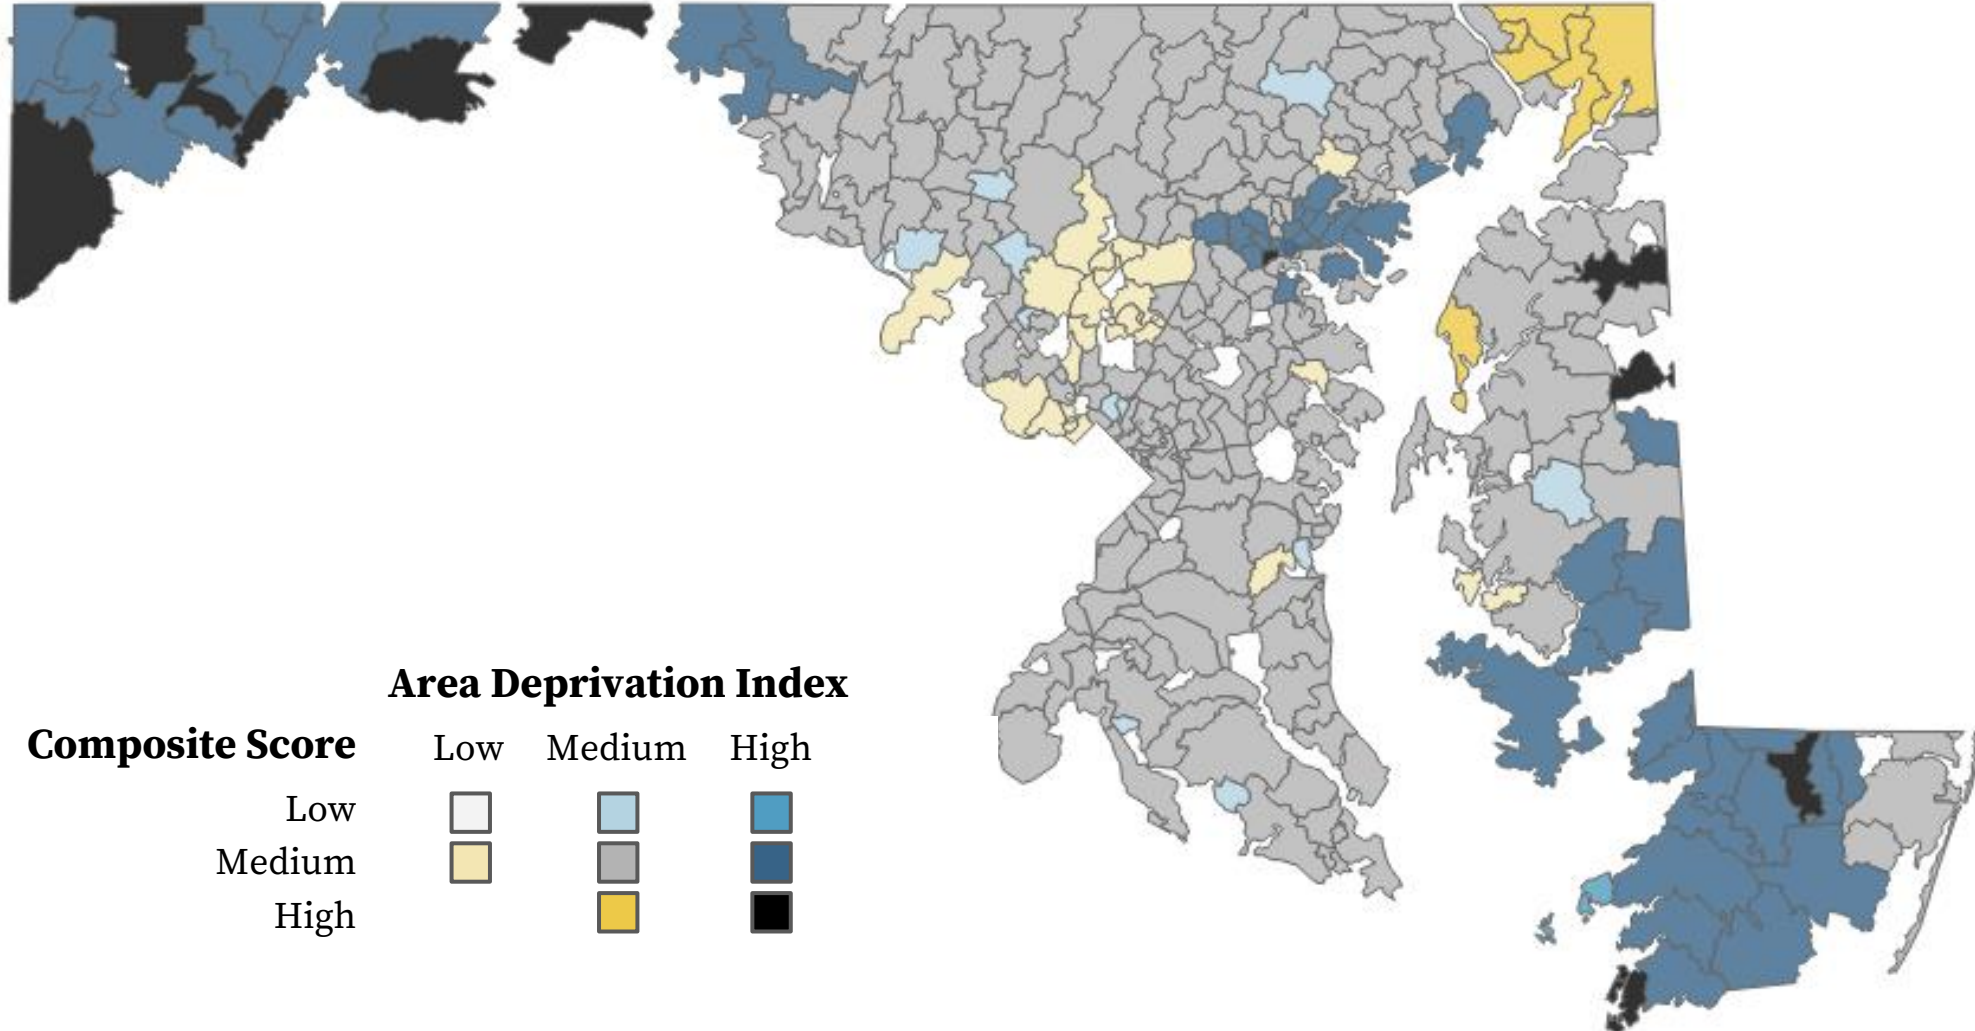 Area Deprivation Index
Composite Score Low Medium High
Low
Medium
High